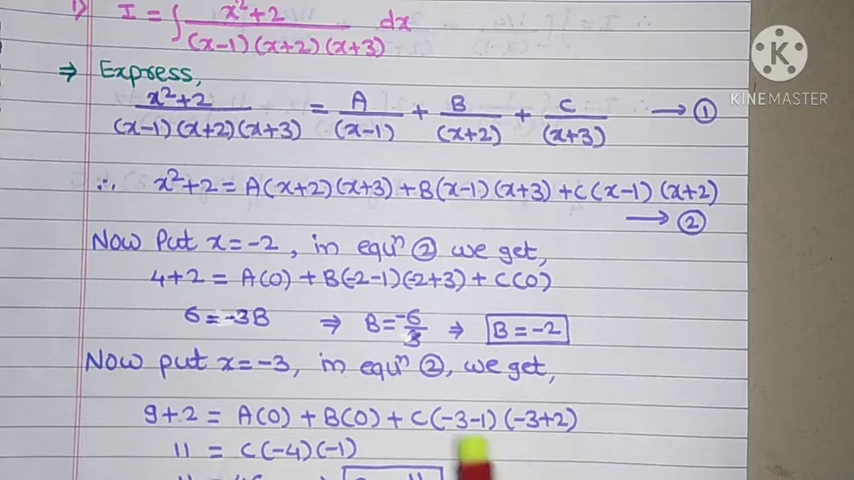 1) I = ∫ x²+2 / (x-1)(x+2)(x+3) dx
⇒ Express,
x²+2 / (x-1)(x+2)(x+3) = A / (x-1) + B / (x+2) + C / (x+3) → ①
∴ x²+2 = A(x+2)(x+3) + B(x-1)(x+3) + C(x-1)(x+2)
→ ②
Now Put x = -2, in equⁿ ② we get,
4+2 = A(0) + B(-2-1)(-2+3) + C(0)
6 = -3B ⇒ B = -6/3 ⇒ B = -2
Now put x = -3, in equⁿ ②, we get,
9+2 = A(0) + B(0) + C(-3-1)(-3+2)
11 = C(-4)(-1)
K
KINEMASTER